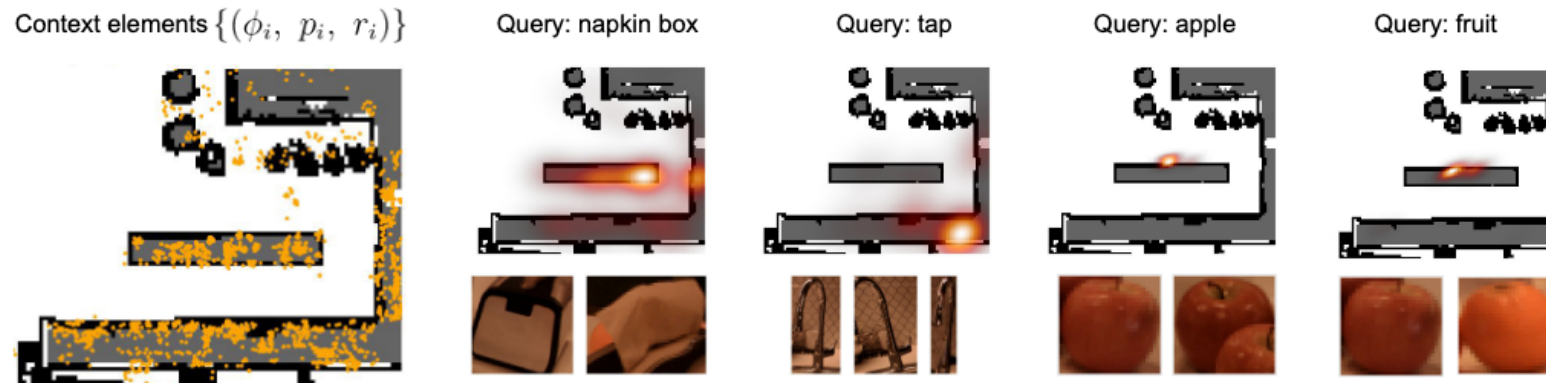 Context elements {(ϕᵢ, pᵢ, rᵢ)}
Query: napkin box
Query: tap
Query: apple
Query: fruit